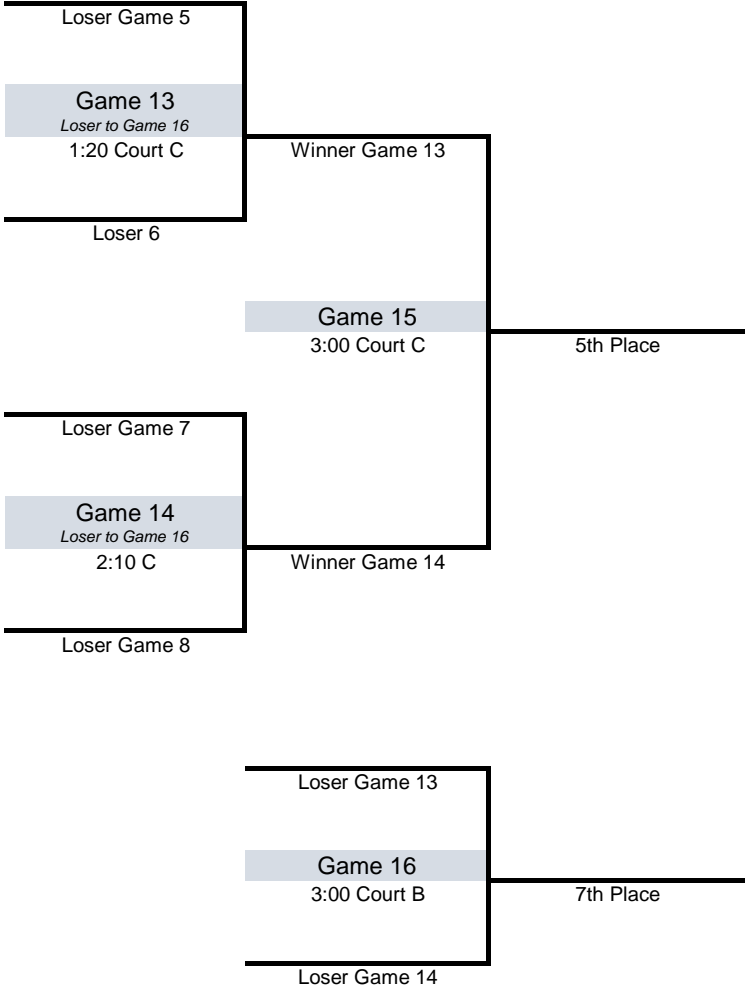 Loser Game 5
Game 13
Loser to Game 16
1:20 Court C
Winner Game 13
Loser 6
Game 15
3:00 Court C
5th Place
Loser Game 7
Game 14
Loser to Game 16
2:10 C
Winner Game 14
Loser Game 8
Loser Game 13
Game 16
3:00 Court B
7th Place
Loser Game 14